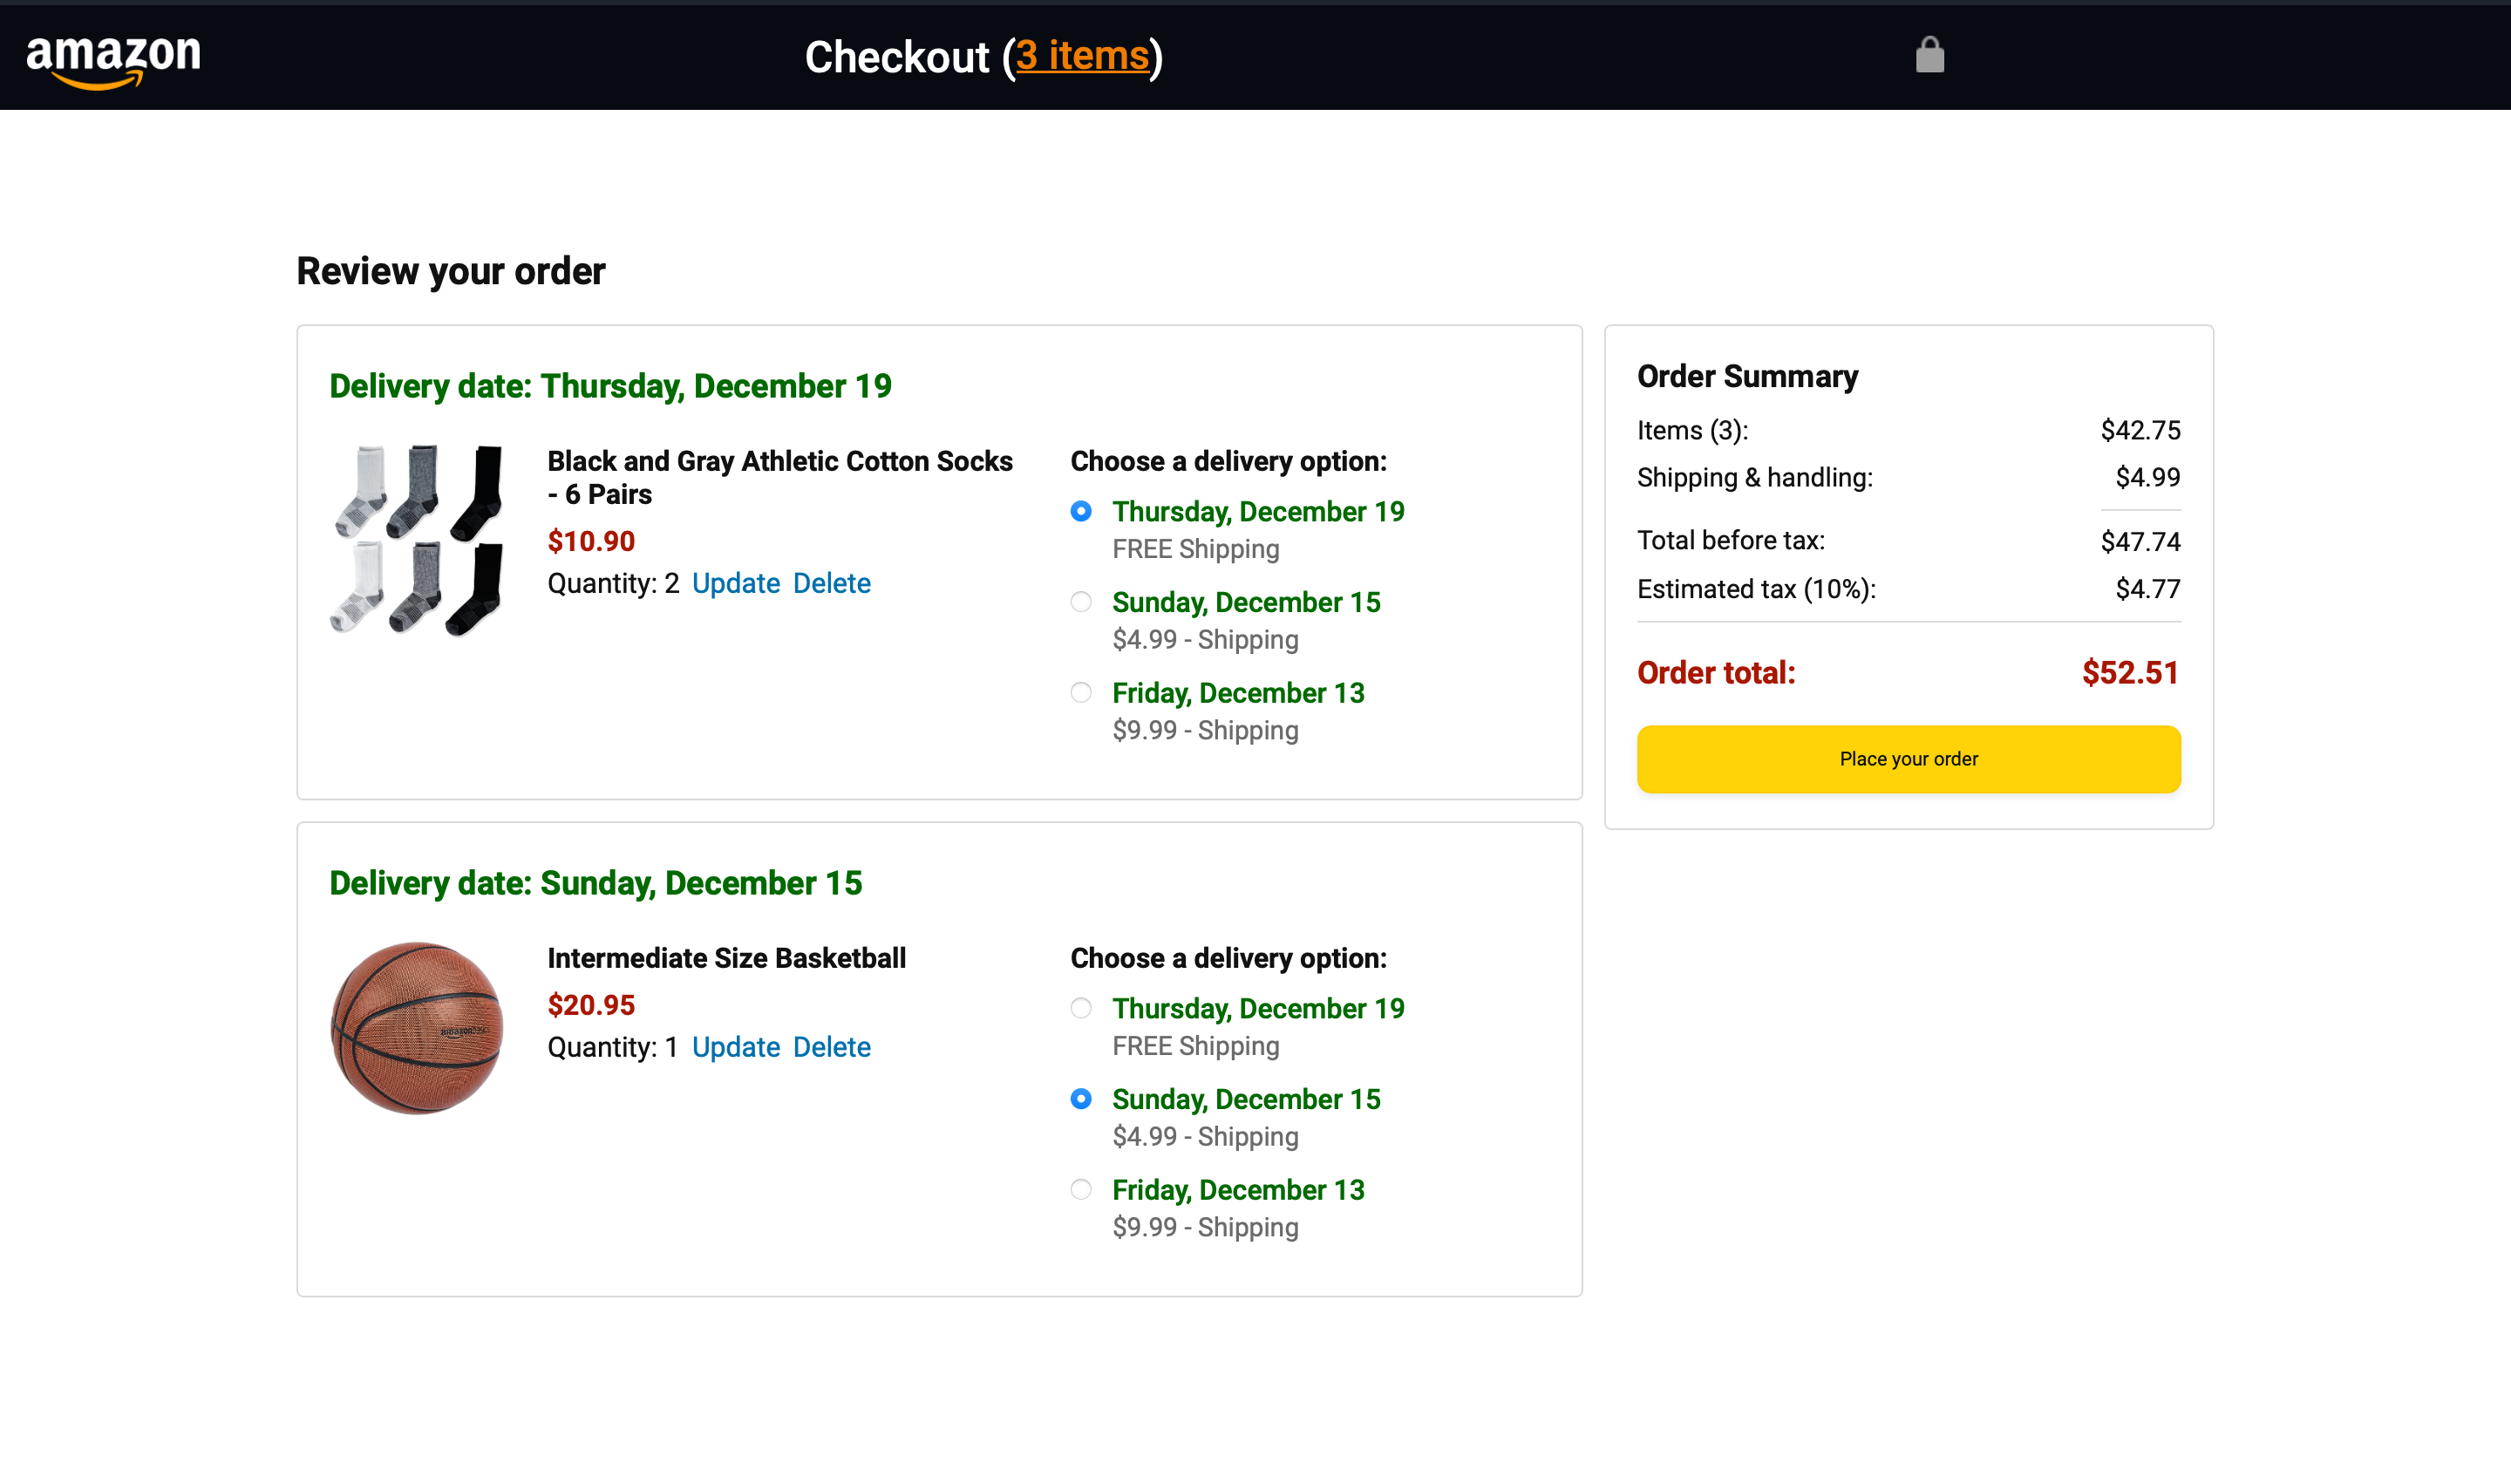 amazon
Checkout (3 items)
Review your order
Delivery date: Thursday, December 19
Black and Gray Athletic Cotton Socks
- 6 Pairs
$10.90
Quantity: 2 Update Delete
Choose a delivery option:
Thursday, December 19
FREE Shipping
Sunday, December 15
$4.99 - Shipping
Friday, December 13
$9.99 - Shipping
Order Summary
Items (3): $42.75
Shipping & handling: $4.99
Total before tax: $47.74
Estimated tax (10%): $4.77
Order total: $52.51
Place your order
Delivery date: Sunday, December 15
Intermediate Size Basketball
$20.95
Quantity: 1 Update Delete
Choose a delivery option:
Thursday, December 19
FREE Shipping
Sunday, December 15
$4.99 - Shipping
Friday, December 13
$9.99 - Shipping